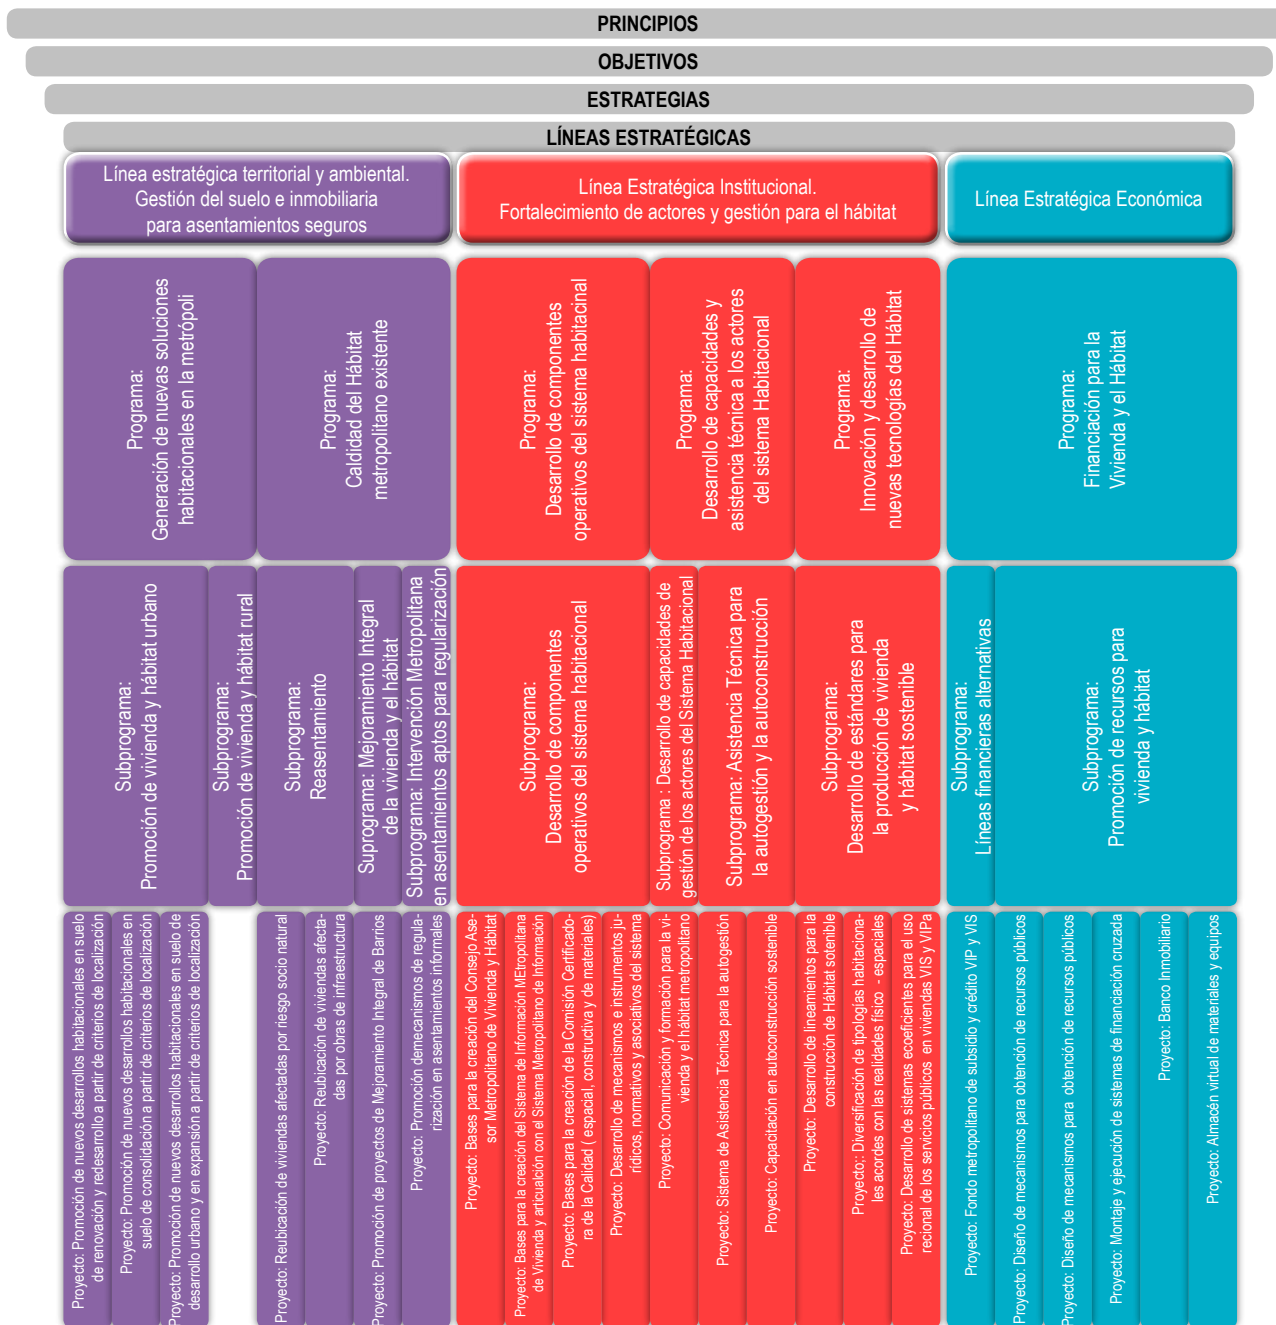 PRINCIPIOS
OBJETIVOS
ESTRATEGIAS
LÍNEAS ESTRATÉGICAS
Línea estratégica territorial y ambiental.
Gestión del suelo e inmobiliaria
para asentamientos seguros
Línea Estratégica Institucional.
Fortalecimiento de actores y gestión para el hábitat
Línea Estratégica Económica
Programa:
Generación de nuevas soluciones
habitacionales en la metrópoli
Programa:
Caldidad del Hábitat
metropolitano existente
Programa:
Desarrollo de componentes
operativos del sistema habitacinal
Programa:
Desarrollo de capacidades y
asistencia técnica a los actores
del sistema Habitacional
Programa:
Innovación y desarrollo de
nuevas tecnologías del Hábitat
Programa:
Financiación para la
Vivienda y el Hábitat
Subprograma:
Promoción de vivienda y hábitat urbano
Subprograma:
Promoción de vivienda y hábitat rural
Subprograma:
Reasentamiento
Suprograma: Mejoramiento Integral
de la vivienda y el hábitat
Subprograma: Intervención Metropolitana
en asentamientos aptos para regularización
Subprograma:
Desarrollo de componentes
operativos del sistema habitacional
Subprograma : Desarrollo de capacidades de
gestión de los actores del Sistema Habitacional
Subprograma: Asistencia Técnica para
la autogestión y la autoconstrucción
Subprograma:
Desarrollo de estándares para
la producción de vivienda
y hábitat sostenible
Subprograma:
Líneas financieras alternativas
Subprograma:
Promoción de recursos para
vivienda y hábitat
Proyecto: Promoción de nuevos desarrollos habitacionales en suelo
de renovación y redesarrollo a partir de criterios de localización
Proyecto: Promoción de nuevos desarrollos habitacionales en
suelo de consolidación a partir de criterios de localización
Proyecto: Promoción de nuevos desarrollos habitacionales en suelo de
desarrollo urbano y en expansión a partir de criterios de localización
Proyecto: Reubicación de viviendas afectadas por riesgo socio natural
Proyecto: Reubicación de viviendas afecta-
das por obras de infraestructura
Proyecto: Promoción de proyectos de Mejoramiento Integral de Barrios
Proyecto: Promoción demecanismos de regula-
rización en asentamientos informales
Proyecto: Bases para la creación del Consejo Ase-
sor Metropolitano de Vivienda y Hábitat
Proyecto: Bases para la creación del Sistema de Información MEtropolitana
de Vivienda y articualción con el Sistema Metropolitano de Información
Proyecto: Bases para la creación de la Comisión Certificado-
ra de la Calidad ( espacial, constructiva y de materiales)
Proyecto: Desarrollo de mecanismos e instrumentos ju-
rídicos, normativos y asociativos del sistema
Proyecto: Comunicación y formación para la vi-
vienda y el hábitat metropolitano
Proyecto: Sistema de Asistencia Técnica para la autogestión
Proyecto: Capacitación en autoconstrucción sostenible
Proyecto: Desarrollo de lineamientos para la
construcción de Hábitat sostenible
Proyecto;: Diversificación de tipologías habitaciona-
les acordes con las realidades físico - espaciales
Proyecto: Desarrollo de sistemas ecoeficientes para el uso
recional de los servicios públicos en viviendas VIS y VIPa
Proyecto: Fondo metropolitano de subsidio y crédito VIP y VIS
Proyecto: Diseño de mecanismos para obtención de recursos públicos
Proyecto: Diseño de mecanismos para obtención de recursos públicos
Proyecto: Montaje y ejecución de sistemas de financiación cruzada
Proyecto: Banco Inmobiliario
Proyecto: Almacén virtual de materiales y equipos